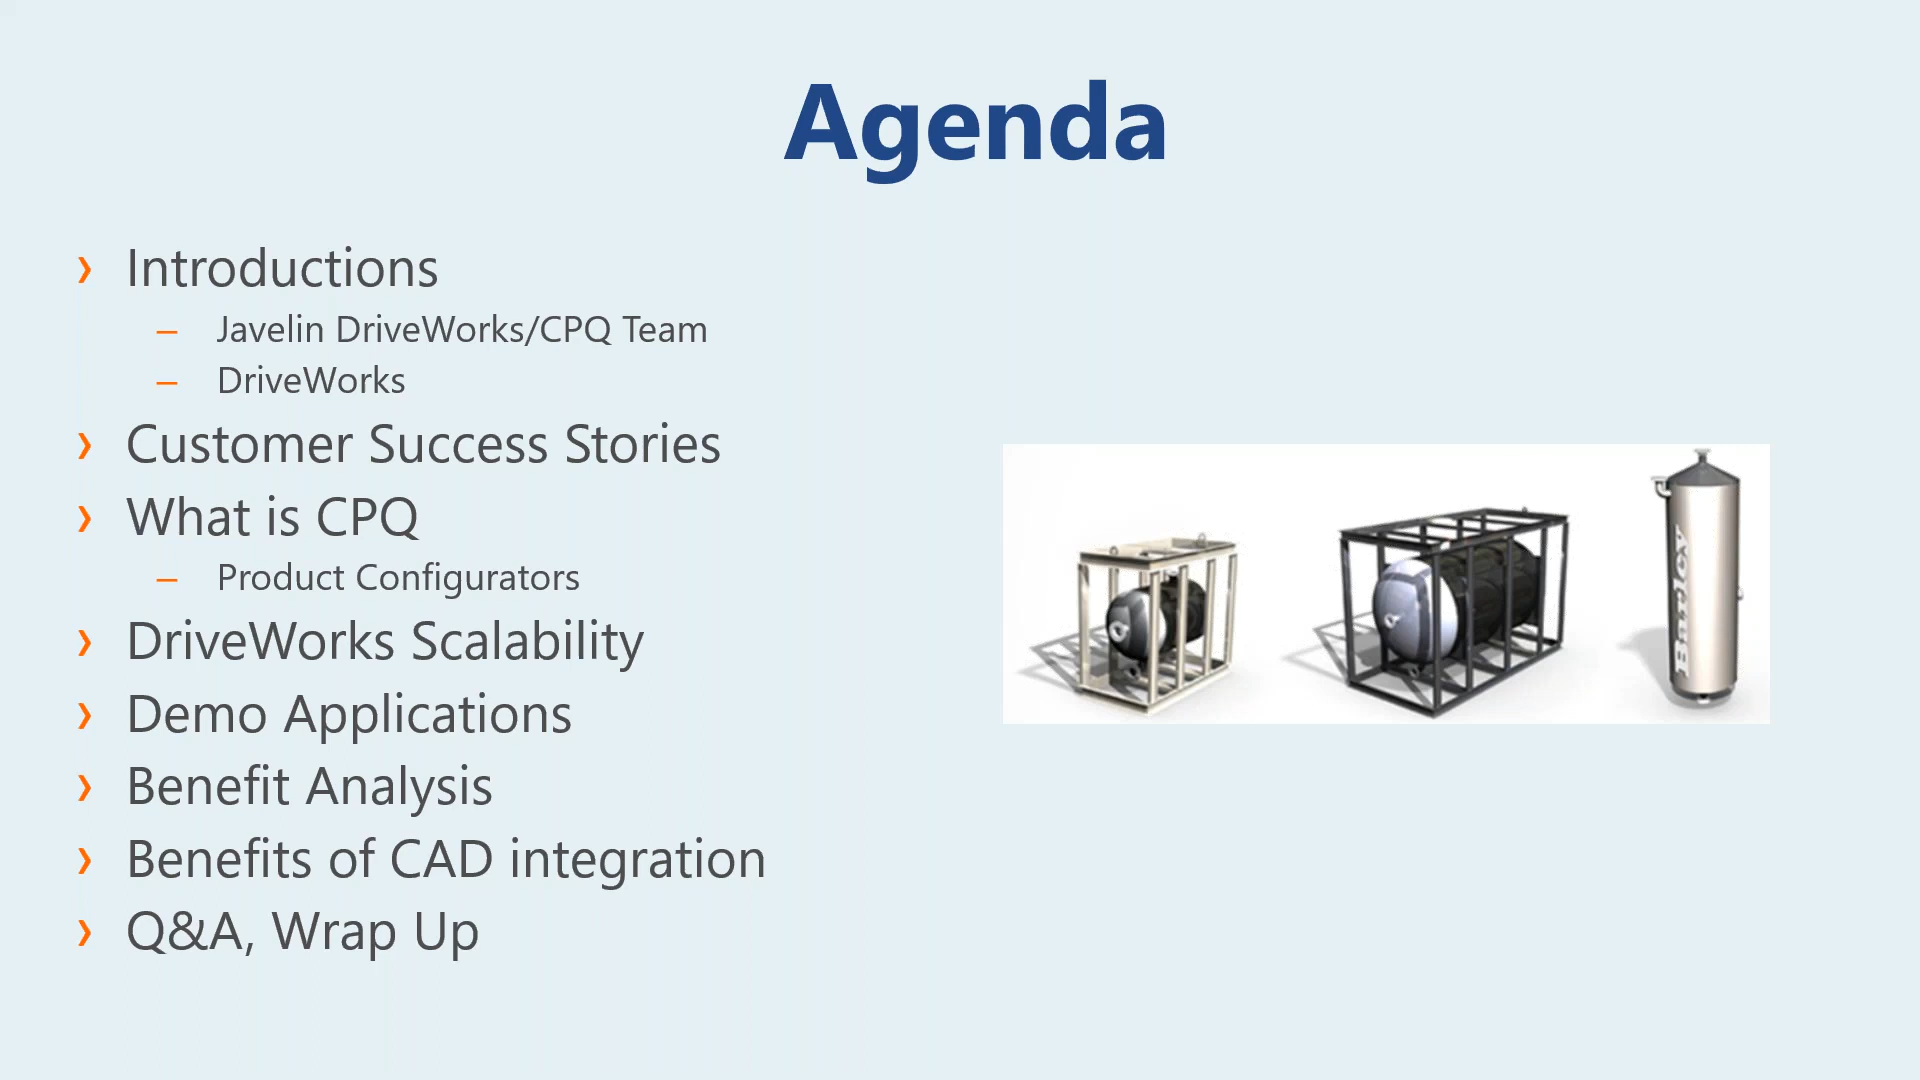 Agenda
› Introductions
– Javelin DriveWorks/CPQ Team
– DriveWorks
› Customer Success Stories
› What is CPQ
– Product Configurators
› DriveWorks Scalability
› Demo Applications
› Benefit Analysis
› Benefits of CAD integration
› Q&A, Wrap Up
Barley